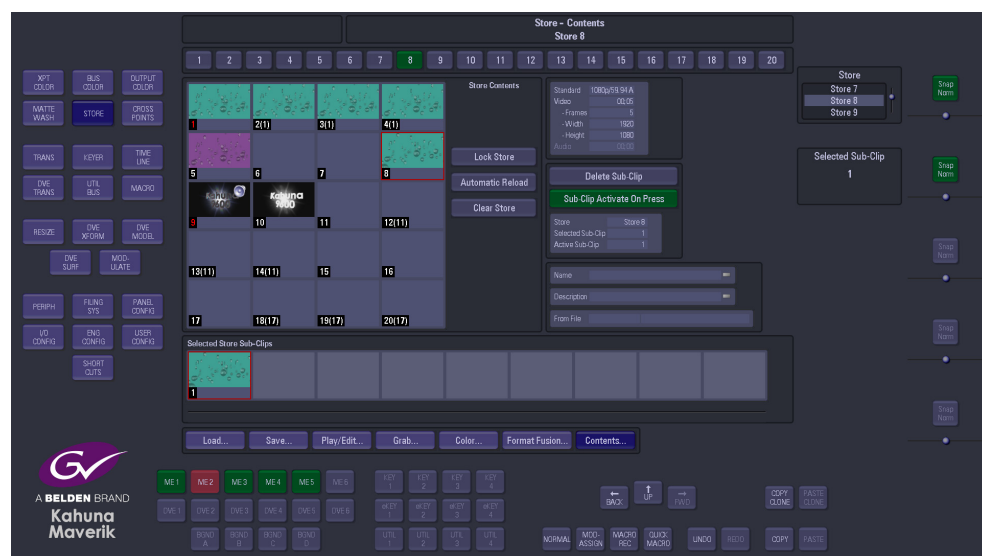 Store - Contents
Store 8
1 2 3 4 5 6 7 8 9 10 11 12 13 14 15 16 17 18 19 20
XPT COLOR
BUS COLOR
OUTPUT COLOR
MATTE WASH
STORE
CROSS POINTS
TRANS
KEYER
TIME LINE
DVE TRANS
UTIL BUS
MACRO
RESIZE
DVE XFORM
DVE MODEL
DVE SURF
MOD- ULATE
PERIPH
FILING SYS
PANEL CONFIG
I/O CONFIG
ENG CONFIG
USER CONFIG
SHORT CUTS
Store Contents
1 2(1) 3(1) 4(1)
5 6 7 8
9 10 11 12(11)
Kahuna 9600
13(11) 14(11) 15 16
17 18(17) 19(17) 20(17)
Lock Store
Automatic Reload
Clear Store
Standard 1080p/59.94 A
Video 00:05
- Frames 5
- Width 1920
- Height 1080
Audio 00:00
Delete Sub-Clip
Sub-Clip Activate On Press
Store Store 8
Selected Sub-Clip 1
Active Sub-Clip 1
Name
Description
From File
Store
Store 7
Store 8
Store 9
Selected Sub-Clip
1
Snap Norm
Snap Norm
Snap Norm
Snap Norm
Snap Norm
Selected Store Sub-Clips
1
Load... Save... Play/Edit... Grab... Color... Format Fusion... Contents...
GV
A BELDEN BRAND
Kahuna
Maverik
ME 1 ME 2 ME 3 ME 4 ME 5 ME 6
KEY 1 KEY 2 KEY 3 KEY 4
DVE 1 DVE 2 DVE 3 DVE 4 DVE 5 DVE 6
eKEY 1 eKEY 2 eKEY 3 eKEY 4
BGND A BGND B BGND C BGND D
UTIL 1 UTIL 2 UTIL 3 UTIL 4
BACK UP FWD
COPY CLONE
PASTE CLONE
NORMAL
MOD- ASSIGN
MACRO REC
QUICK MACRO
UNDO REDO COPY PASTE